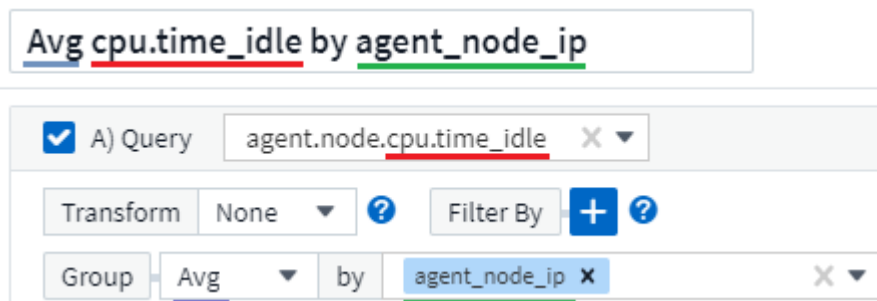 Avg cpu.time_idle by agent_node_ip
A) Query agent.node.cpu.time_idle
Transform None Filter By
Group Avg by agent_node_ip